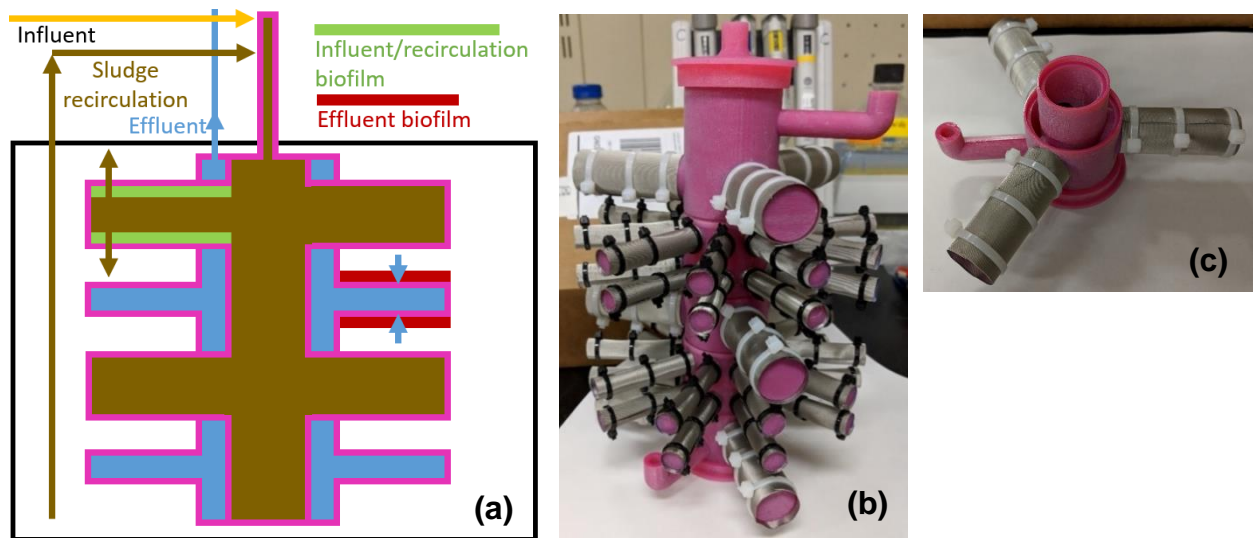 Influent
Sludge
recirculation
Effluent
Influent/recirculation
biofilm
Effluent biofilm
(a)
(b)
(c)